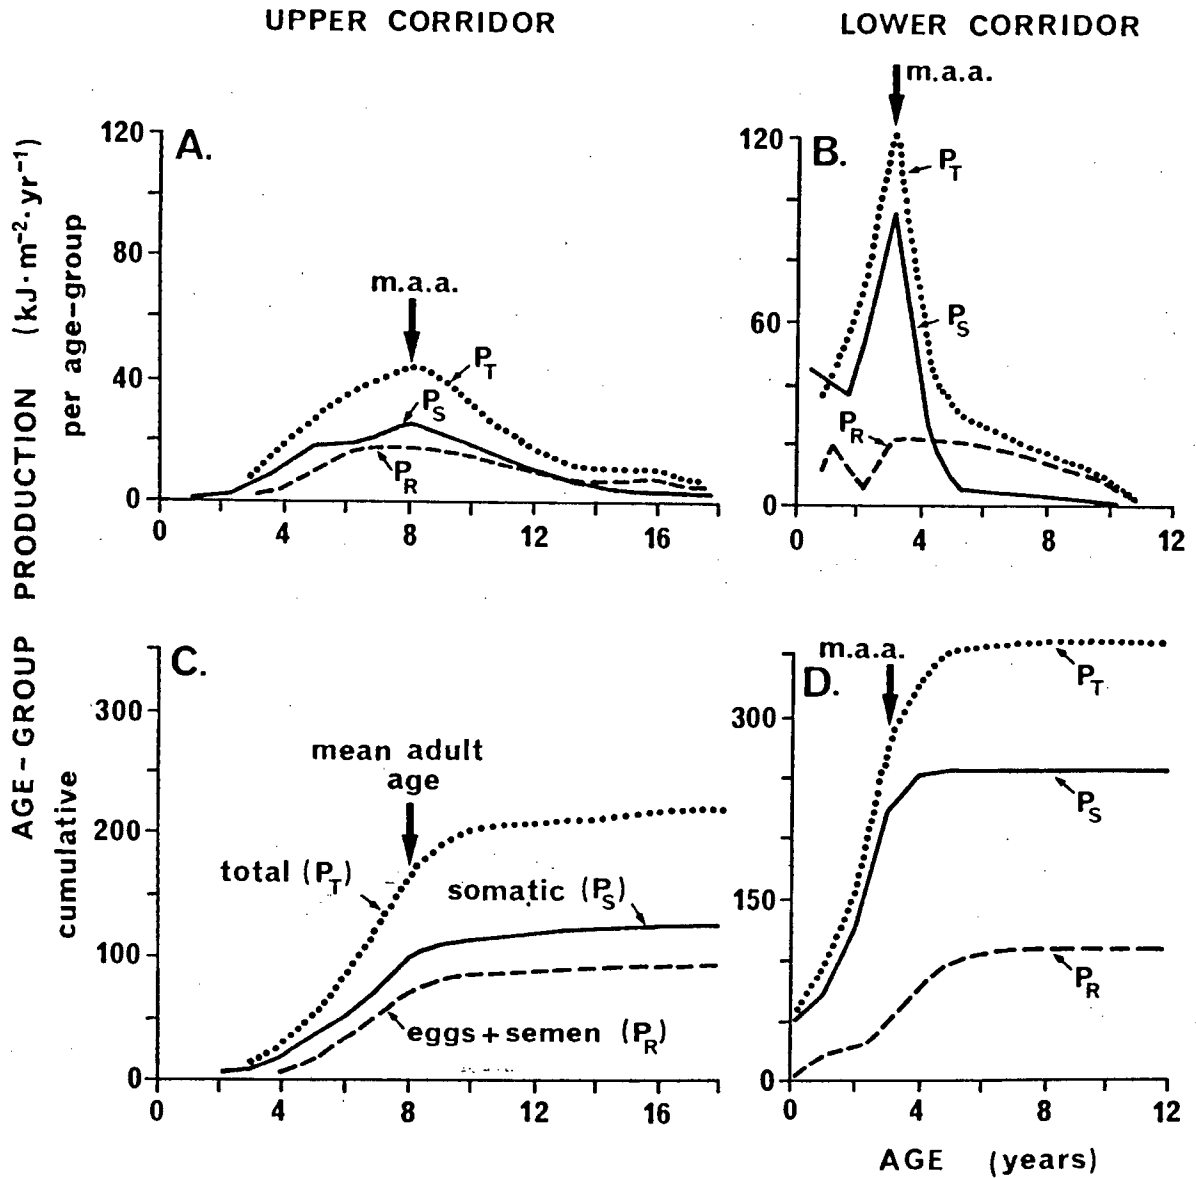 UPPER CORRIDOR
LOWER CORRIDOR
AGE-GROUP PRODUCTION (kJ·m⁻²·yr⁻¹)
per age-group
cumulative
A.
120
80
40
0
m.a.a.
P_T
P_S
P_R
0 4 8 12 16
B.
120
60
0
m.a.a.
P_T
P_S
P_R
0 4 8 12
C.
300
200
100
0
mean adult
age
total (P_T)
somatic (P_S)
eggs + semen (P_R)
0 4 8 12 16
D.
300
150
0
m.a.a.
P_T
P_S
P_R
0 4 8 12
AGE (years)